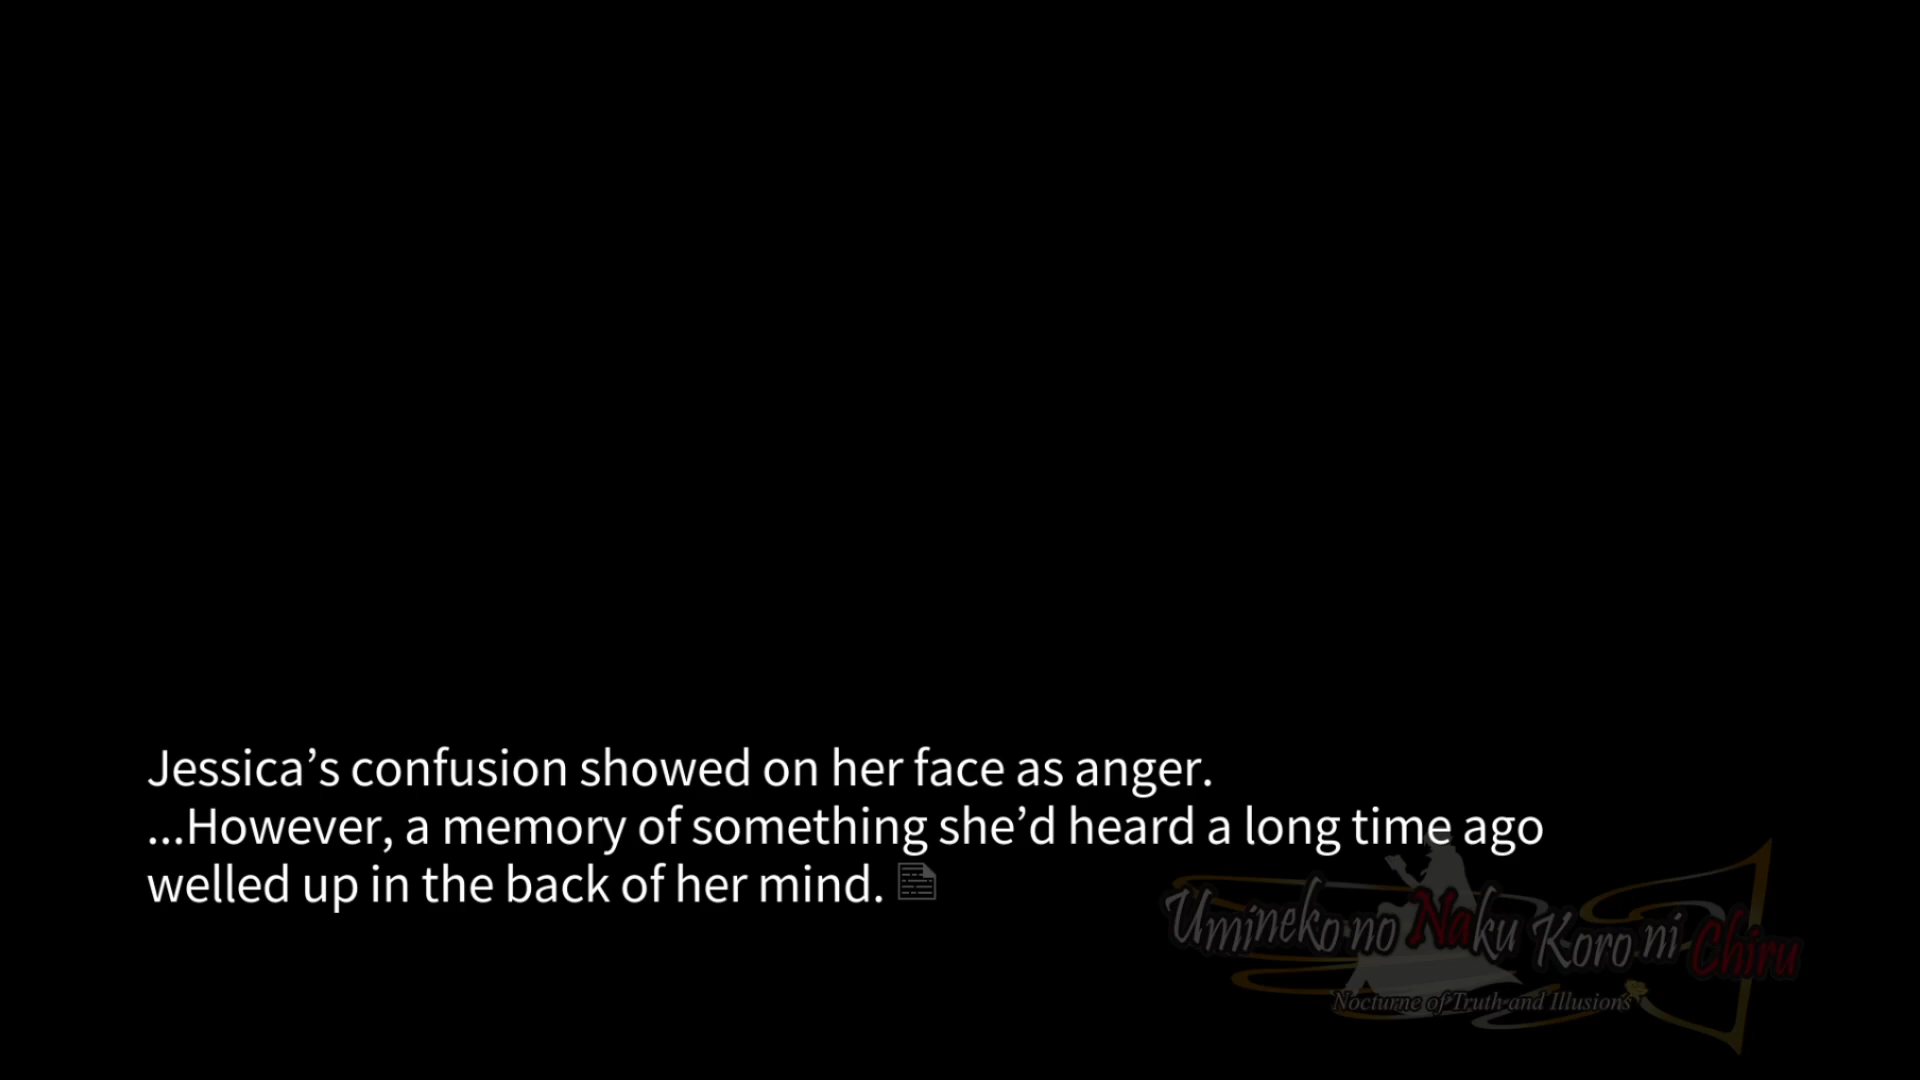 Jessica’s confusion showed on her face as anger.
...However, a memory of something she’d heard a long time ago
welled up in the back of her mind.
Umineko no Naku Koro ni Chiru
Nocturne of Truth and Illusions